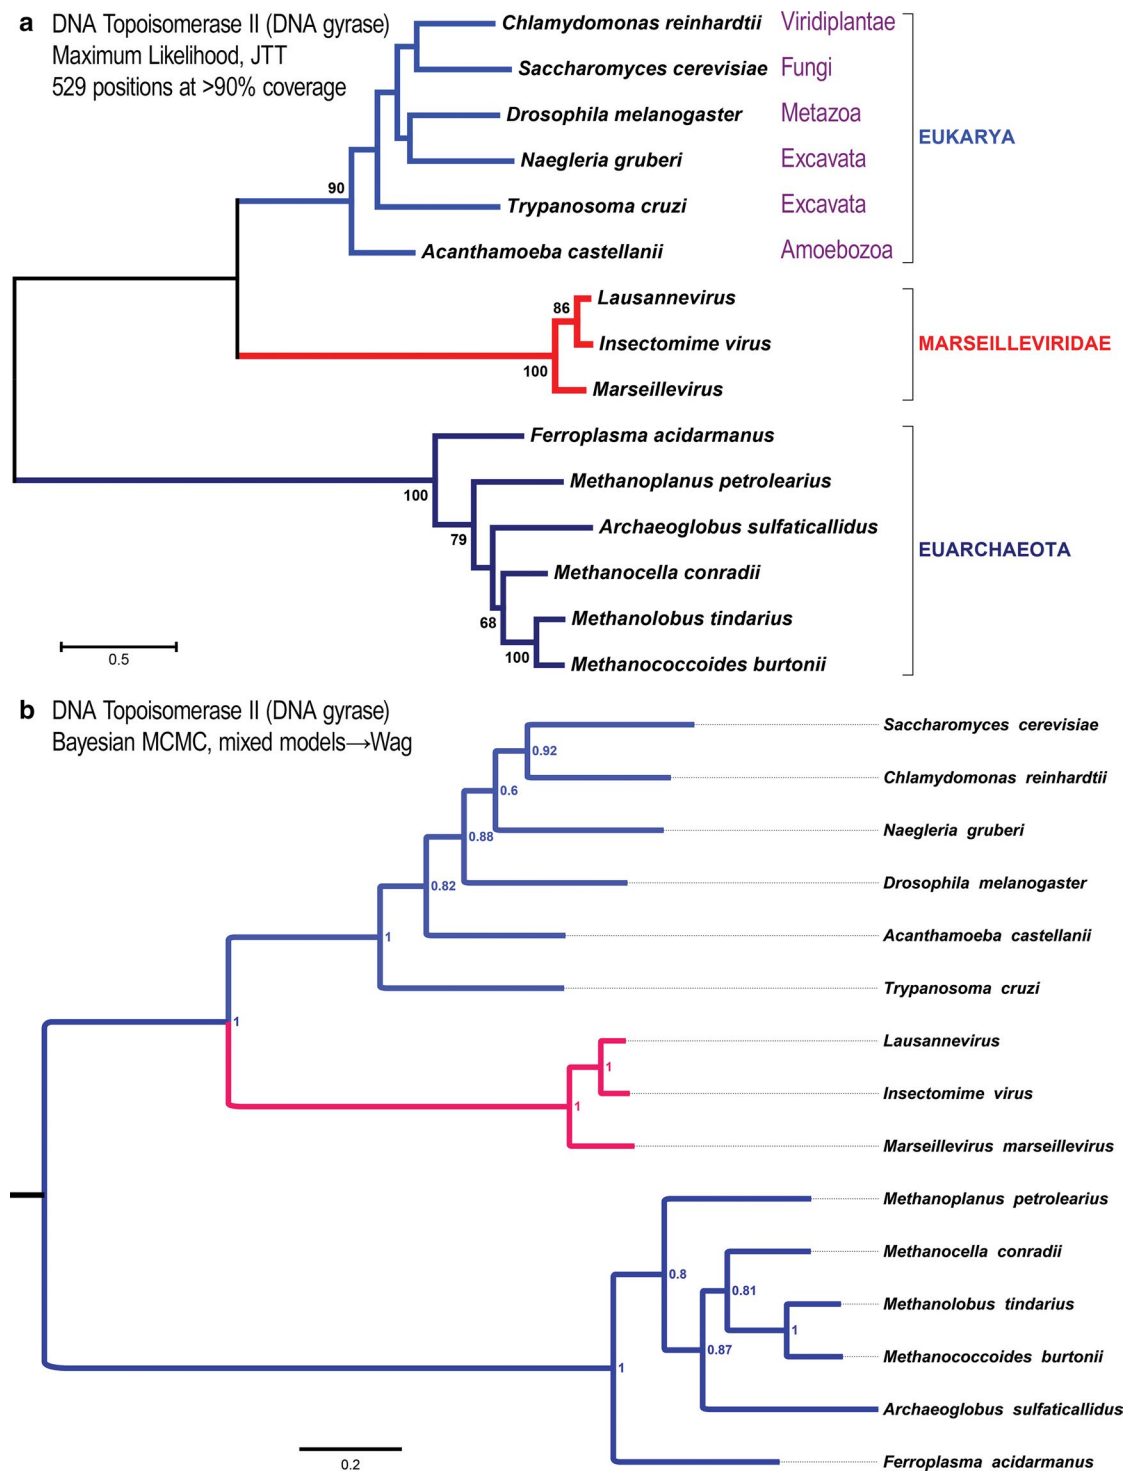 a DNA Topoisomerase II (DNA gyrase)
Maximum Likelihood, JTT
529 positions at >90% coverage
Chlamydomonas reinhardtii Viridiplantae
Saccharomyces cerevisiae Fungi
Drosophila melanogaster Metazoa
EUKARYA
Naegleria gruberi Excavata
90
Trypanosoma cruzi Excavata
Acanthamoeba castellanii Amoebozoa
Lausannevirus
86
Insectomime virus MARSEILLEVIRIDAE
100
Marseillevirus
Ferroplasma acidarmanus
Methanoplanus petrolearius
100
Archaeoglobus sulfaticallidus
79
EUARCHAEOTA
Methanocella conradii
Methanolobus tindarius
68
100
Methanococcoides burtonii
0.5
b DNA Topoisomerase II (DNA gyrase)
Bayesian MCMC, mixed models→Wag
Saccharomyces cerevisiae
0.92
Chlamydomonas reinhardtii
0.6
Naegleria gruberi
0.88
Drosophila melanogaster
0.82
Acanthamoeba castellanii
1
Trypanosoma cruzi
1
Lausannevirus
1
Insectomime virus
1
Marseillevirus marseillevirus
Methanoplanus petrolearius
Methanocella conradii
0.8
0.81
Methanolobus tindarius
1
0.87
Methanococcoides burtonii
1
Archaeoglobus sulfaticallidus
Ferroplasma acidarmanus
0.2